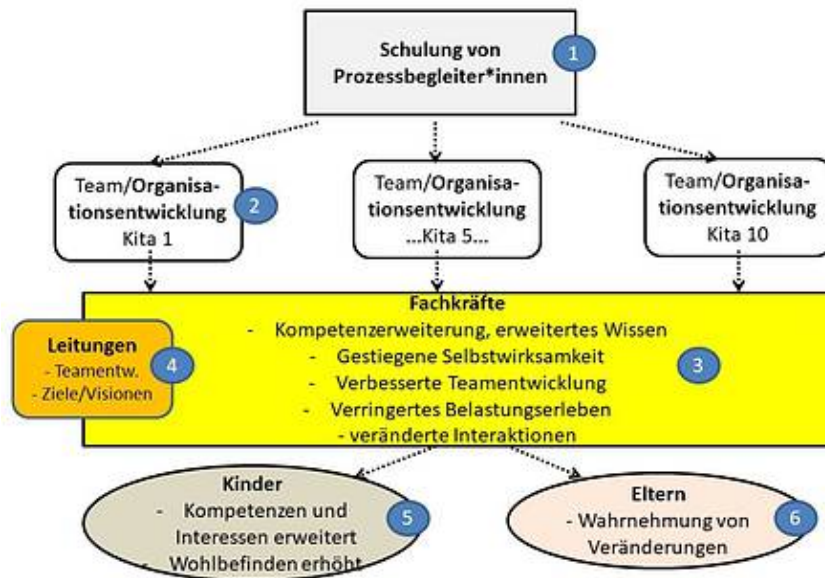 Schulung von
Prozessbegleiter*innen
1
Team/Organisa-
tionsentwicklung
Kita 1
2
Team/Organisa-
tionsentwicklung
...Kita 5...
Team/Organisa-
tionsentwicklung
Kita 10
Fachkräfte
- Kompetenzerweiterung, erweitertes Wissen
- Gestiegene Selbstwirksamkeit
- Verbesserte Teamentwicklung
- Verringertes Belastungserleben
- veränderte Interaktionen
3
Leitungen
- Teamentw.
- Ziele/Visionen
4
Kinder
- Kompetenzen und
Interessen erweitert
- Wohlbefinden erhöht
5
Eltern
- Wahrnehmung von
Veränderungen
6